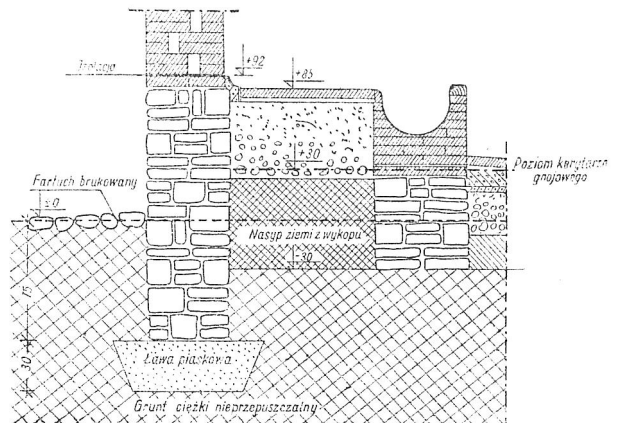 Izolacja
+92
+85
+30
Poziom korytarza
gnojowego
Fartuch brukowany
±0
Nasyp ziemi z wykopu
-30
75
30
Ława piaskowa
Grunt ciężki nieprzepuszczalny